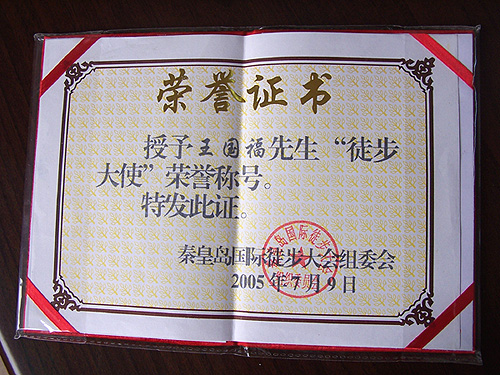 荣誉证书
授予王国福先生“徒步
大使”荣誉称号。
特发此证。
秦皇岛国际徒步大会组委会
2005年7月9日